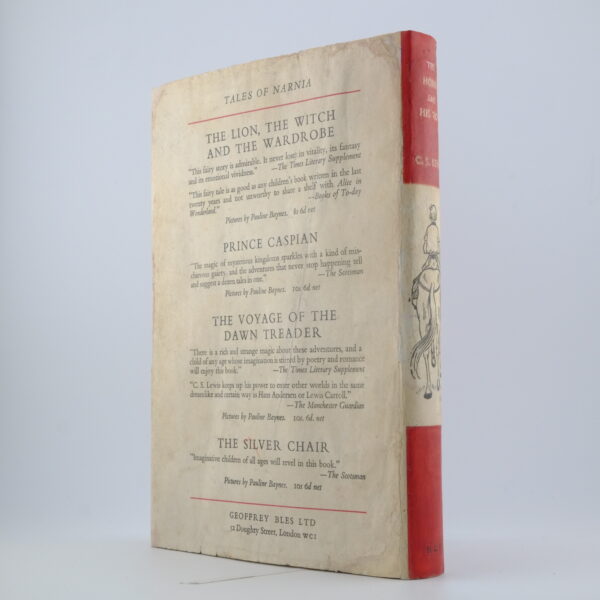 TALES OF NARNIA
THE LION, THE WITCH
AND THE WARDROBE
"This fairy story is admirable. It never loses in vitality, its fantasy
and its emotional vividness." —The Times Literary Supplement
"This fairy tale is as good as any children's book written in the last
twenty years and not unworthy to share a shelf with Alice in
Wonderland." —Books of To-day
Pictures by Pauline Baynes. 8s 6d net
PRINCE CASPIAN
"The magic of mysterious kingdoms sparkles with a kind of mis-
chievous gaiety, and the adventures that never stop happening tell
and suggest a dozen tales in one." —The Scotsman
Pictures by Pauline Baynes. 10s 6d net
THE VOYAGE OF THE
DAWN TREADER
"There is a rich and strange magic about these adventures, and a
child of any age whose imagination is stirred by poetry and romance
will enjoy this book." —The Times Literary Supplement
"C. S. Lewis keeps up his power to enter other worlds in the same
dreamlike and certain way as Hans Andersen or Lewis Carroll."
—The Manchester Guardian
Pictures by Pauline Baynes. 10s. 6d. net
THE SILVER CHAIR
"Imaginative children of all ages will revel in this book."
—The Scotsman
Pictures by Pauline Baynes. 10s 6d net
GEOFFREY BLES LTD
52 Doughty Street, London WC1
THE
AND
HIS
C. S.